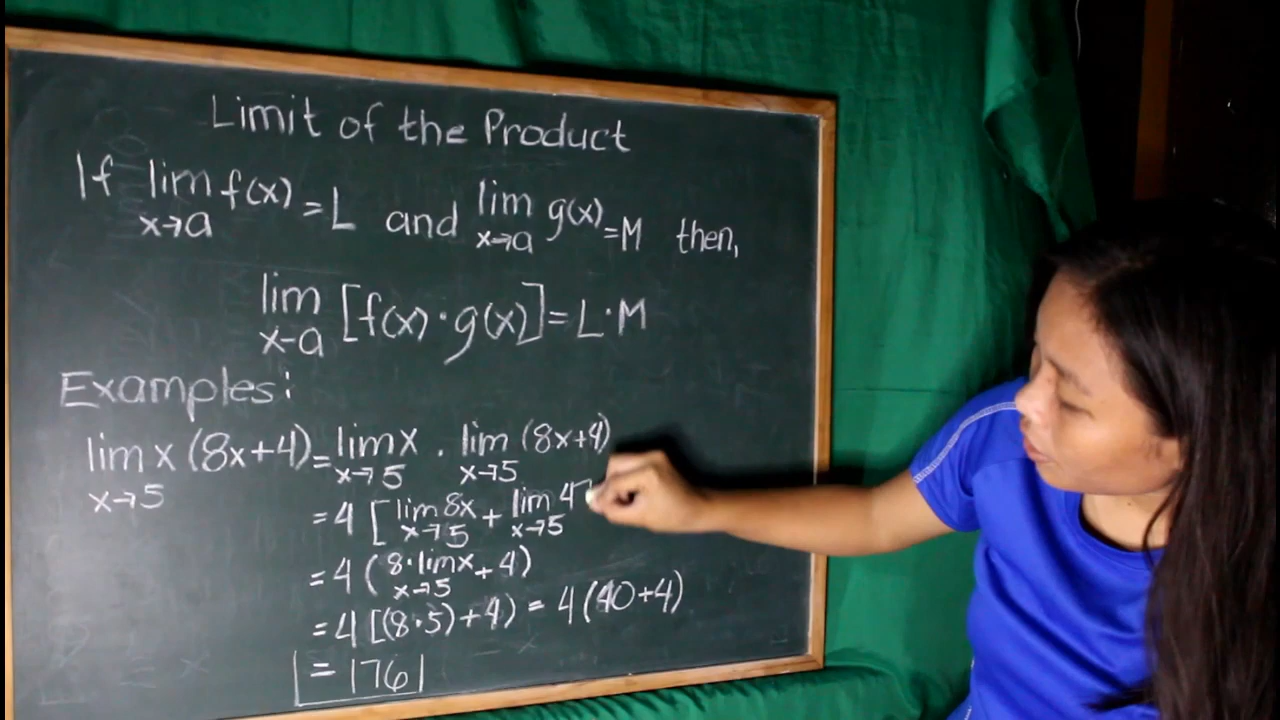 Limit of the Product
If lim f(x) = L and lim g(x) = M then,
x→a x→a
lim [f(x) · g(x)] = L · M
x-a
Examples:
lim x (8x+4) = lim x . lim (8x+4)
x→5 x→5 x→5
= 4 [lim 8x + lim 4
x→5 x→5
= 4 (8·lim x + 4)
x→5
= 4 [(8·5) + 4) = 4 (40+4)
= 176